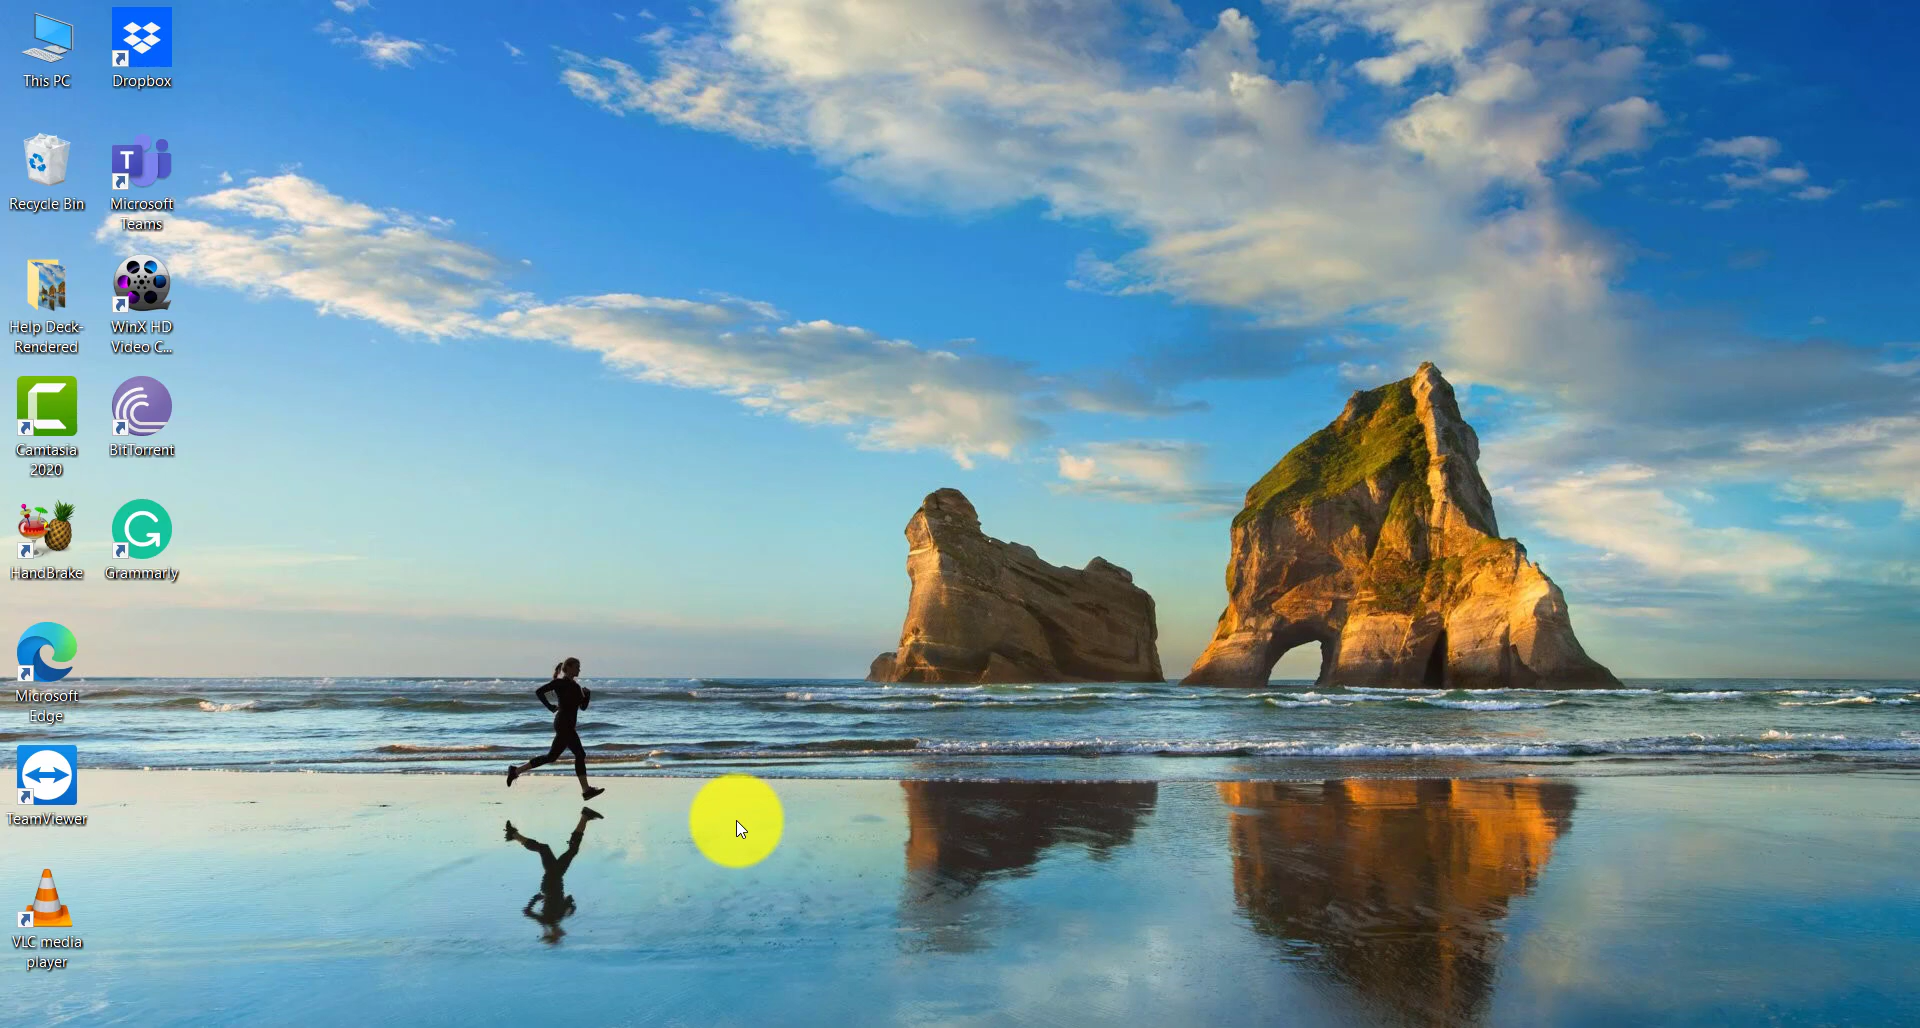 This PC
Dropbox
Recycle Bin
T
Microsoft
Teams
Help Deck-
Rendered
WinX HD
Video C...
Camtasia
2020
BitTorrent
HandBrake
Grammarly
Microsoft
Edge
TeamViewer
VLC media
player